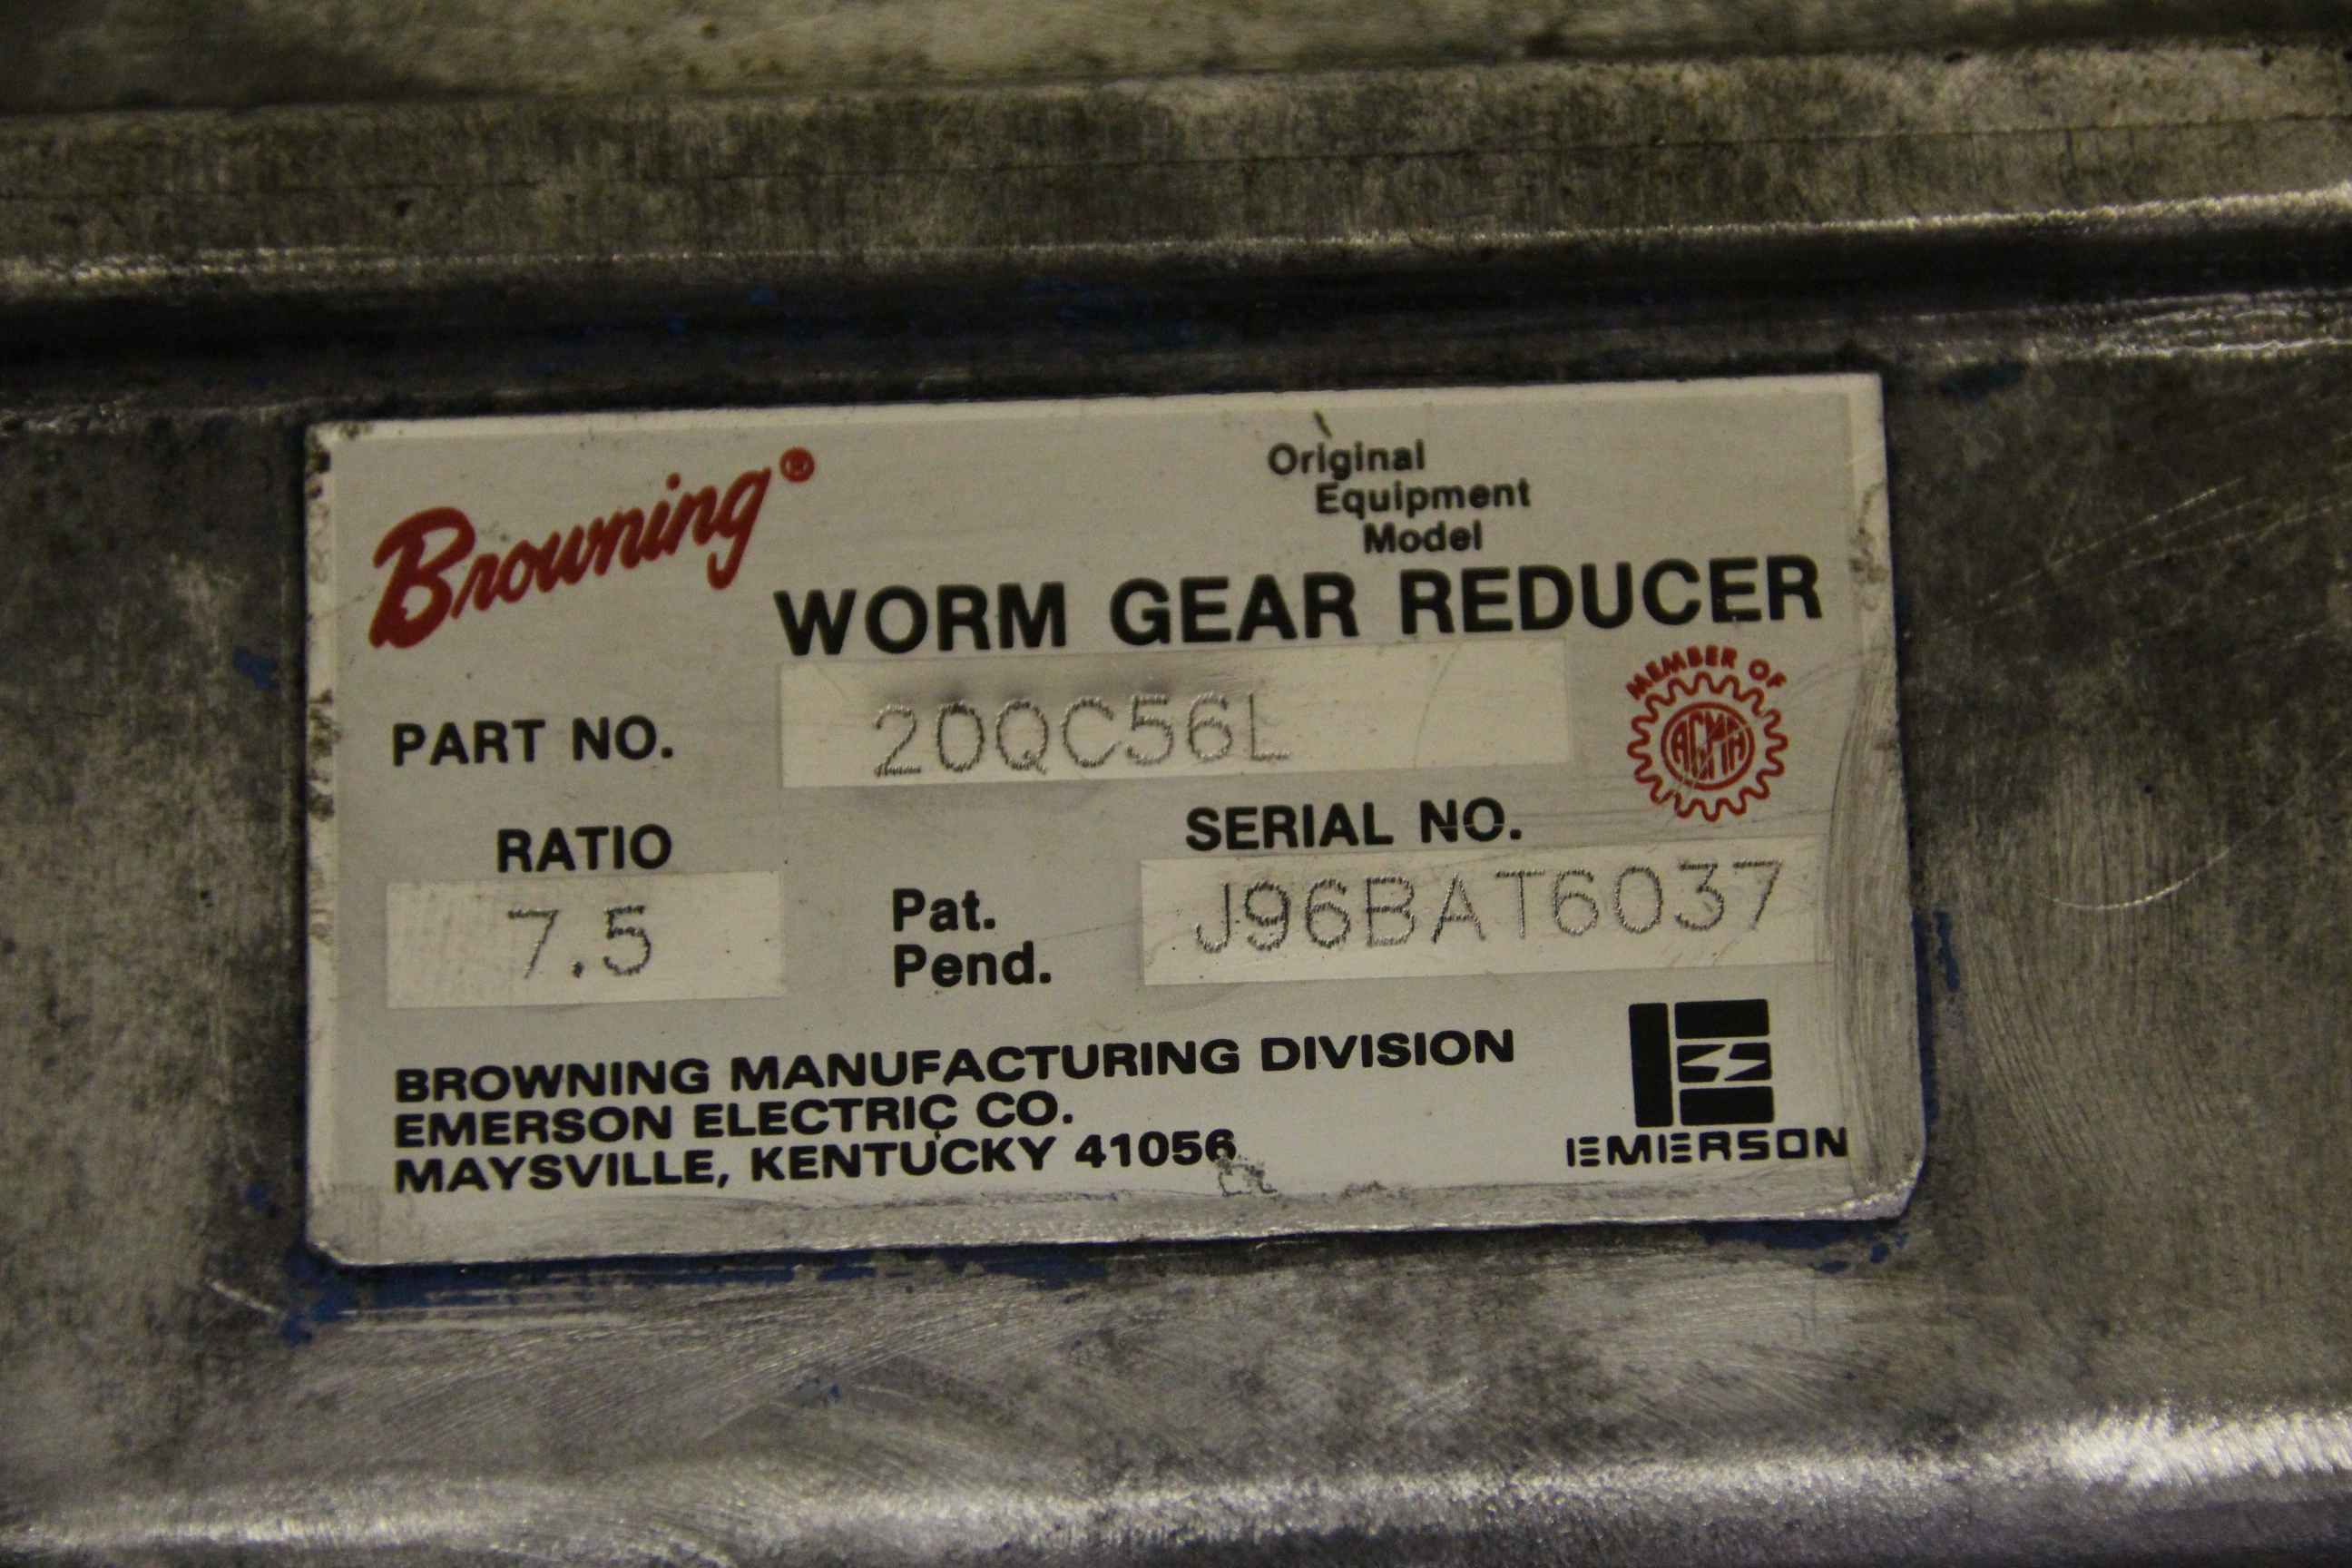 Browning®
Original
Equipment
Model
WORM GEAR REDUCER
PART NO. 20QC56L
MEMBER OF
AGMA
RATIO
7.5
Pat.
Pend.
SERIAL NO.
J96BAT6037
BROWNING MANUFACTURING DIVISION
EMERSON ELECTRIC CO.
MAYSVILLE, KENTUCKY 41056
EMERSON